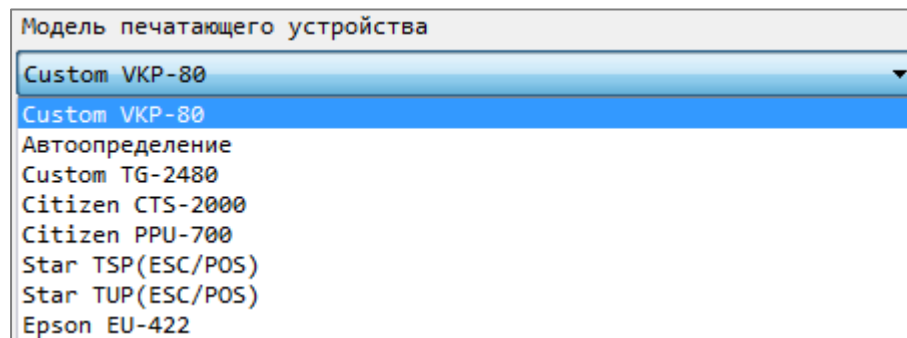 Модель печатающего устройства
Custom VKP-80
Custom VKP-80
Автоопределение
Custom TG-2480
Citizen CTS-2000
Citizen PPU-700
Star TSP(ESC/POS)
Star TUP(ESC/POS)
Epson EU-422